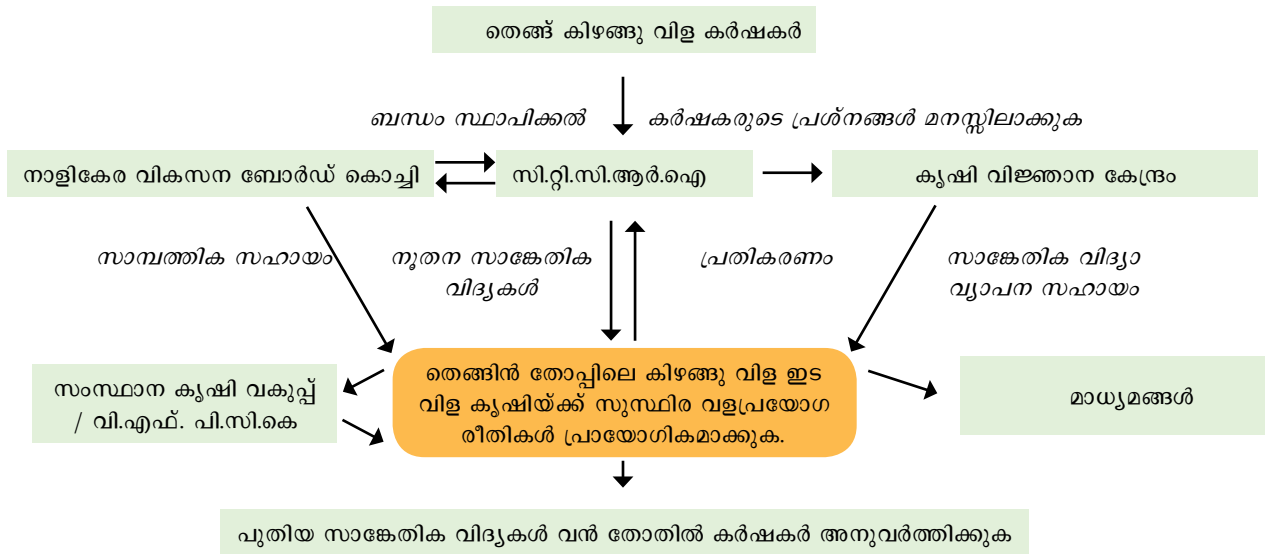 തെങ്ങ് കിഴങ്ങു വിള കർഷകർ
ബന്ധം സ്ഥാപിക്കൽ
കർഷകരുടെ പ്രശ്നങ്ങൾ മനസ്സിലാക്കുക
നാളികേര വികസന ബോർഡ് കൊച്ചി
സി.റ്റി.സി.ആർ.ഐ
കൃഷി വിജ്ഞാന കേന്ദ്രം
സാമ്പത്തിക സഹായം
നൂതന സാങ്കേതിക
വിദ്യകൾ
പ്രതികരണം
സാങ്കേതിക വിദ്യാ
വ്യാപന സഹായം
സംസ്ഥാന കൃഷി വകുപ്പ്
/ വി.എഫ്. പി.സി.കെ
തെങ്ങിൻ തോപ്പിലെ കിഴങ്ങു വിള ഇട
വിള കൃഷിയ്ക്ക് സുസ്ഥിര വളപ്രയോഗ
രീതികൾ പ്രായോഗികമാക്കുക.
മാധ്യമങ്ങൾ
പുതിയ സാങ്കേതിക വിദ്യകൾ വൻ തോതിൽ കർഷകർ അനുവർത്തിക്കുക